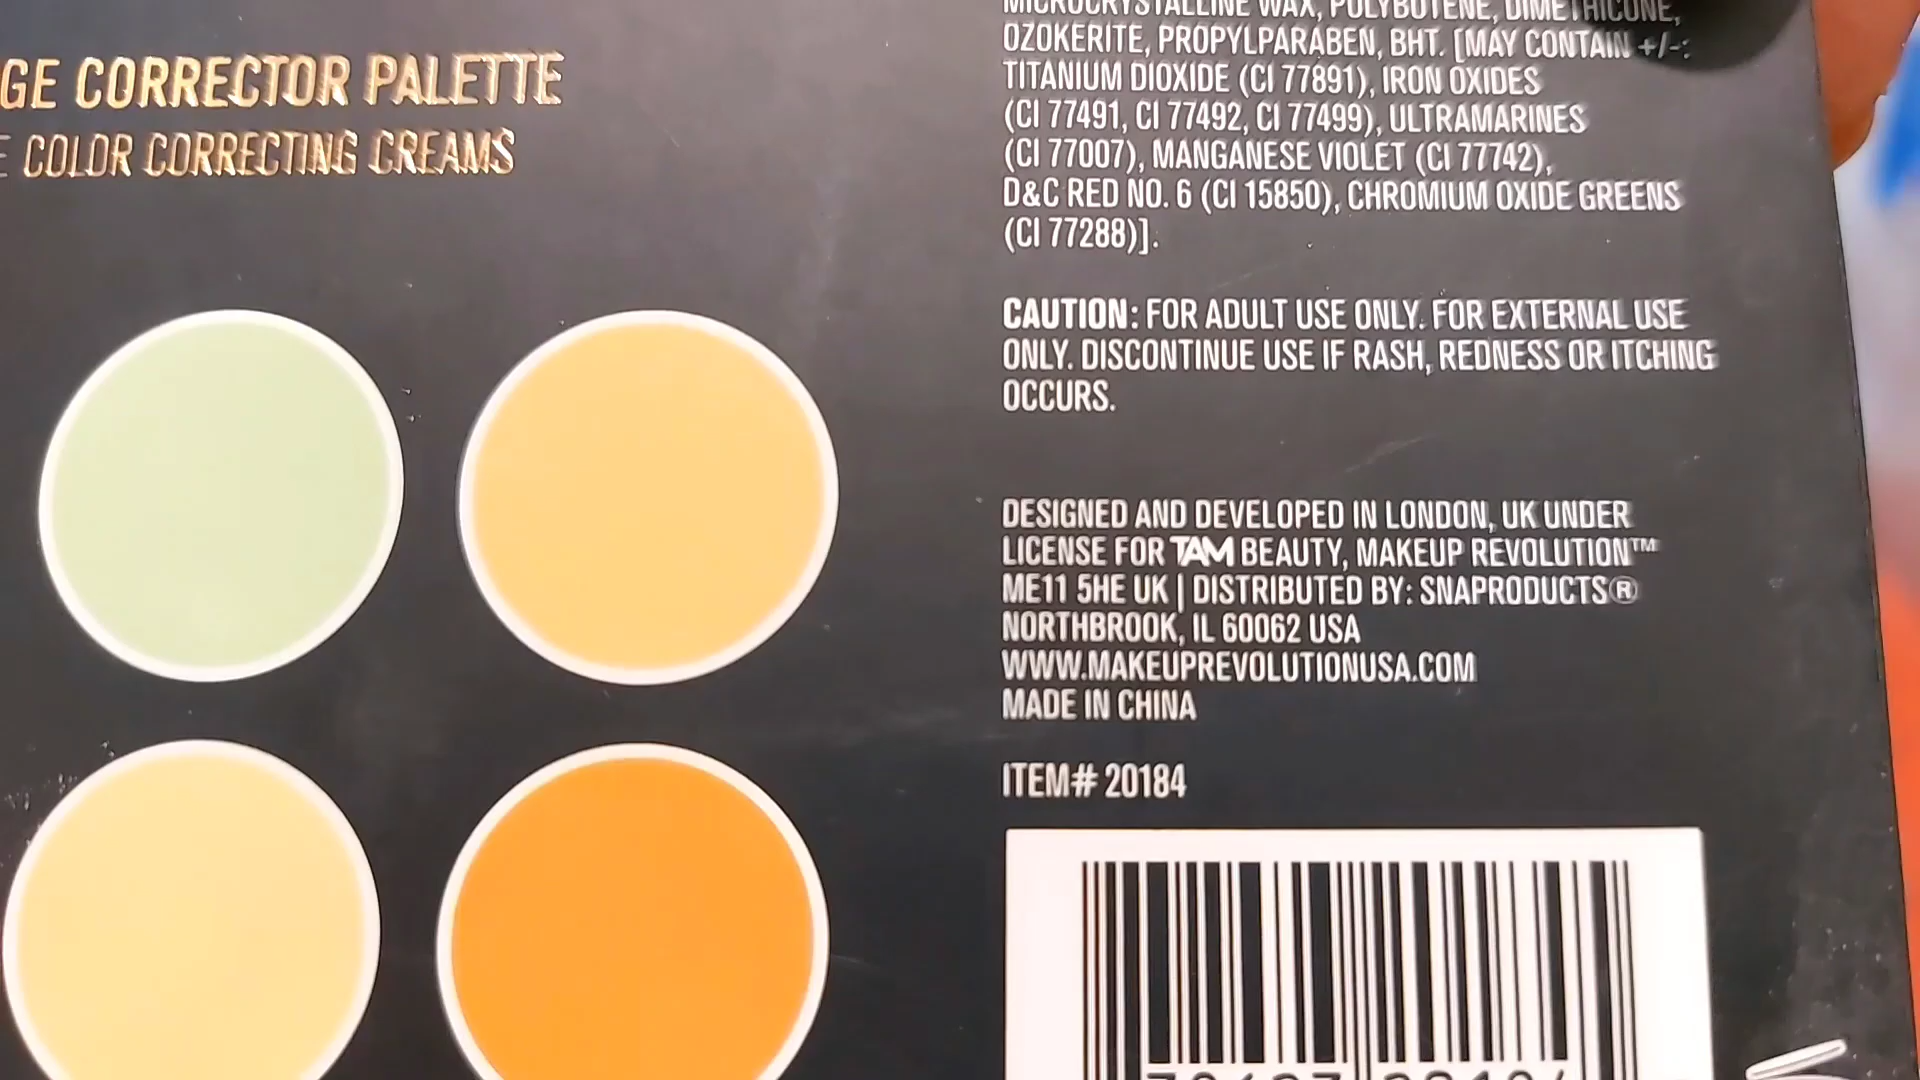 GE CORRECTOR PALETTE
E COLOR CORRECTING CREAMS
MICROCRYSTALLINE WAX, POLYBUTENE, DIMETHICONE,
OZOKERITE, PROPYLPARABEN, BHT. [MAY CONTAIN +/-:
TITANIUM DIOXIDE (CI 77891), IRON OXIDES
(CI 77491, CI 77492, CI 77499), ULTRAMARINES
(CI 77007), MANGANESE VIOLET (CI 77742),
D&C RED NO. 6 (CI 15850), CHROMIUM OXIDE GREENS
(CI 77288)].
CAUTION: FOR ADULT USE ONLY. FOR EXTERNAL USE
ONLY. DISCONTINUE USE IF RASH, REDNESS OR ITCHING
OCCURS.
DESIGNED AND DEVELOPED IN LONDON, UK UNDER
LICENSE FOR TAM BEAUTY, MAKEUP REVOLUTION™
ME11 5HE UK | DISTRIBUTED BY: SNAPRODUCTS®
NORTHBROOK, IL 60062 USA
WWW.MAKEUPREVOLUTIONUSA.COM
MADE IN CHINA
ITEM# 20184